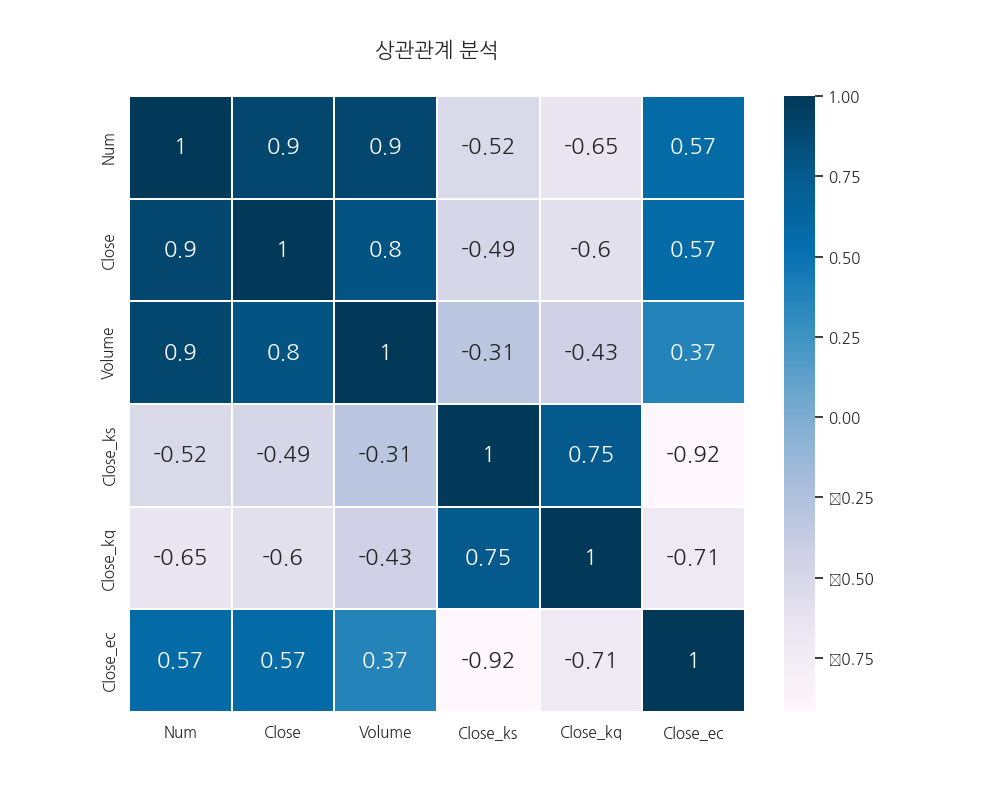 상관관계 분석
Num 1 0.9 0.9 -0.52 -0.65 0.57
Close 0.9 1 0.8 -0.49 -0.6 0.57
Volume 0.9 0.8 1 -0.31 -0.43 0.37
Close_ks -0.52 -0.49 -0.31 1 0.75 -0.92
Close_kq -0.65 -0.6 -0.43 0.75 1 -0.71
Close_ec 0.57 0.57 0.37 -0.92 -0.71 1
Num Close Volume Close_ks Close_kq Close_ec
1.00
0.75
0.50
0.25
0.00
▯0.25
▯0.50
▯0.75